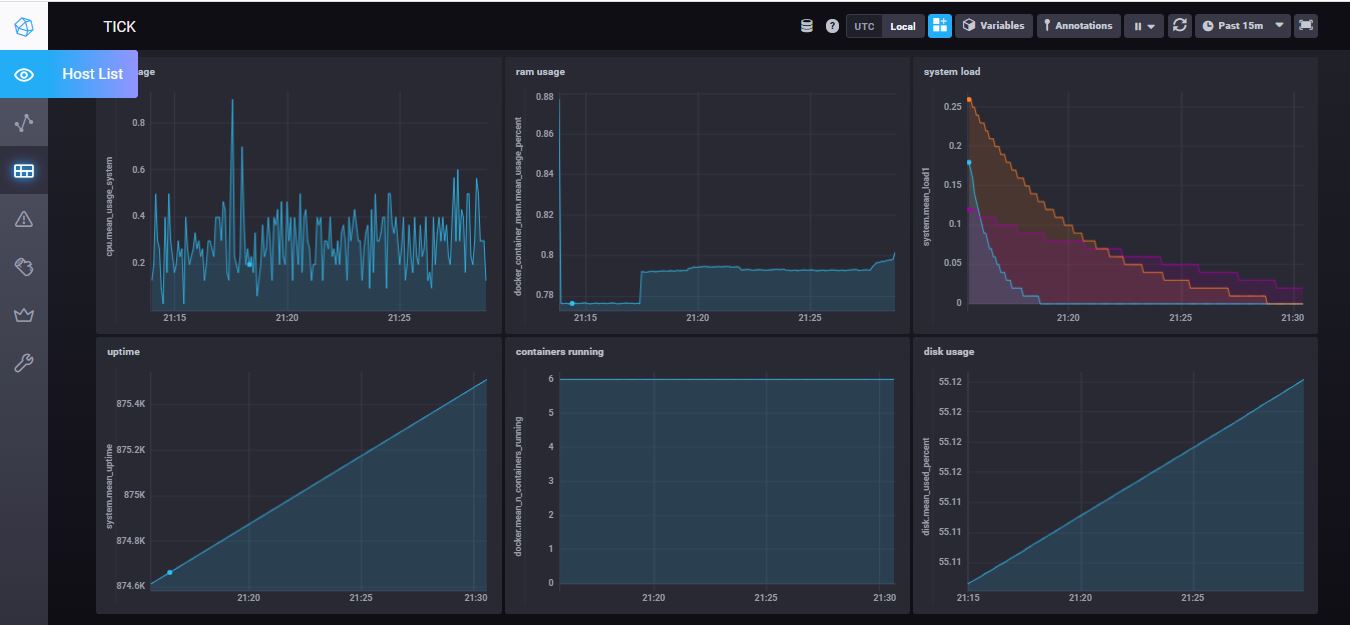 TICK
UTC Local Variables Annotations Past 15m
Host List
age
cpu.mean_usage_system
0.8
0.6
0.4
0.2
21:15 21:20 21:25
ram usage
docker_container_mem.mean_usage_percent
0.88
0.86
0.84
0.82
0.8
0.78
21:15 21:20 21:25
system load
system.mean_load1
0.25
0.2
0.15
0.1
0.05
0
21:20 21:25 21:30
uptime
system.mean_uptime
875.4K
875.2K
875K
874.8K
874.6K
21:20 21:25 21:30
containers running
docker.mean_n_containers_running
6
5
4
3
2
1
0
21:20 21:25 21:30
disk usage
disk.mean_used_percent
55.12
55.12
55.12
55.12
55.11
55.11
55.11
21:15 21:20 21:25